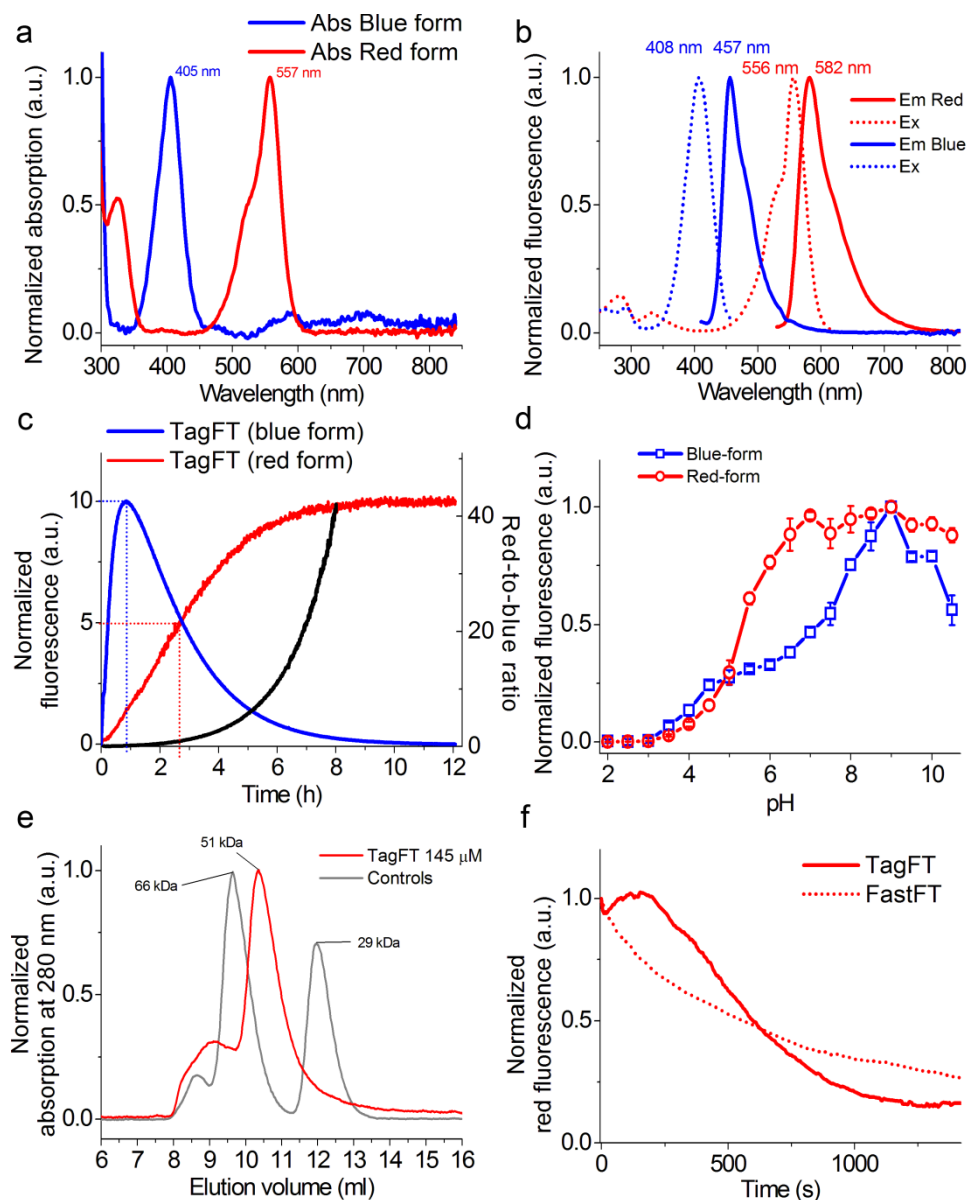 a
Abs Blue form
Abs Red form
405 nm
557 nm
1.0
0.5
0.0
Normalized absorption (a.u.)
300 400 500 600 700 800
Wavelength (nm)
b
408 nm 457 nm
556 nm 582 nm
Em Red
Ex
Em Blue
Ex
1.0
0.5
0.0
Normalized fluorescence (a.u.)
300 400 500 600 700 800
Wavelength (nm)
c
TagFT (blue form)
TagFT (red form)
10
5
0
Normalized
fluorescence (a.u.)
40
20
0
Red-to-blue ratio
0 2 4 6 8 10 12
Time (h)
d
Blue-form
Red-form
1.0
0.5
0.0
Normalized fluorescence (a.u.)
2 4 6 8 10
pH
e
51 kDa
66 kDa
29 kDa
TagFT 145 μM
Controls
1.0
0.5
0.0
Normalized
absorption at 280 nm (a.u.)
6 7 8 9 10 11 12 13 14 15 16
Elution volume (ml)
f
TagFT
FastFT
1.0
0.5
1.0
Normalized
red fluorescence (a.u.)
0 500 1000
Time (s)